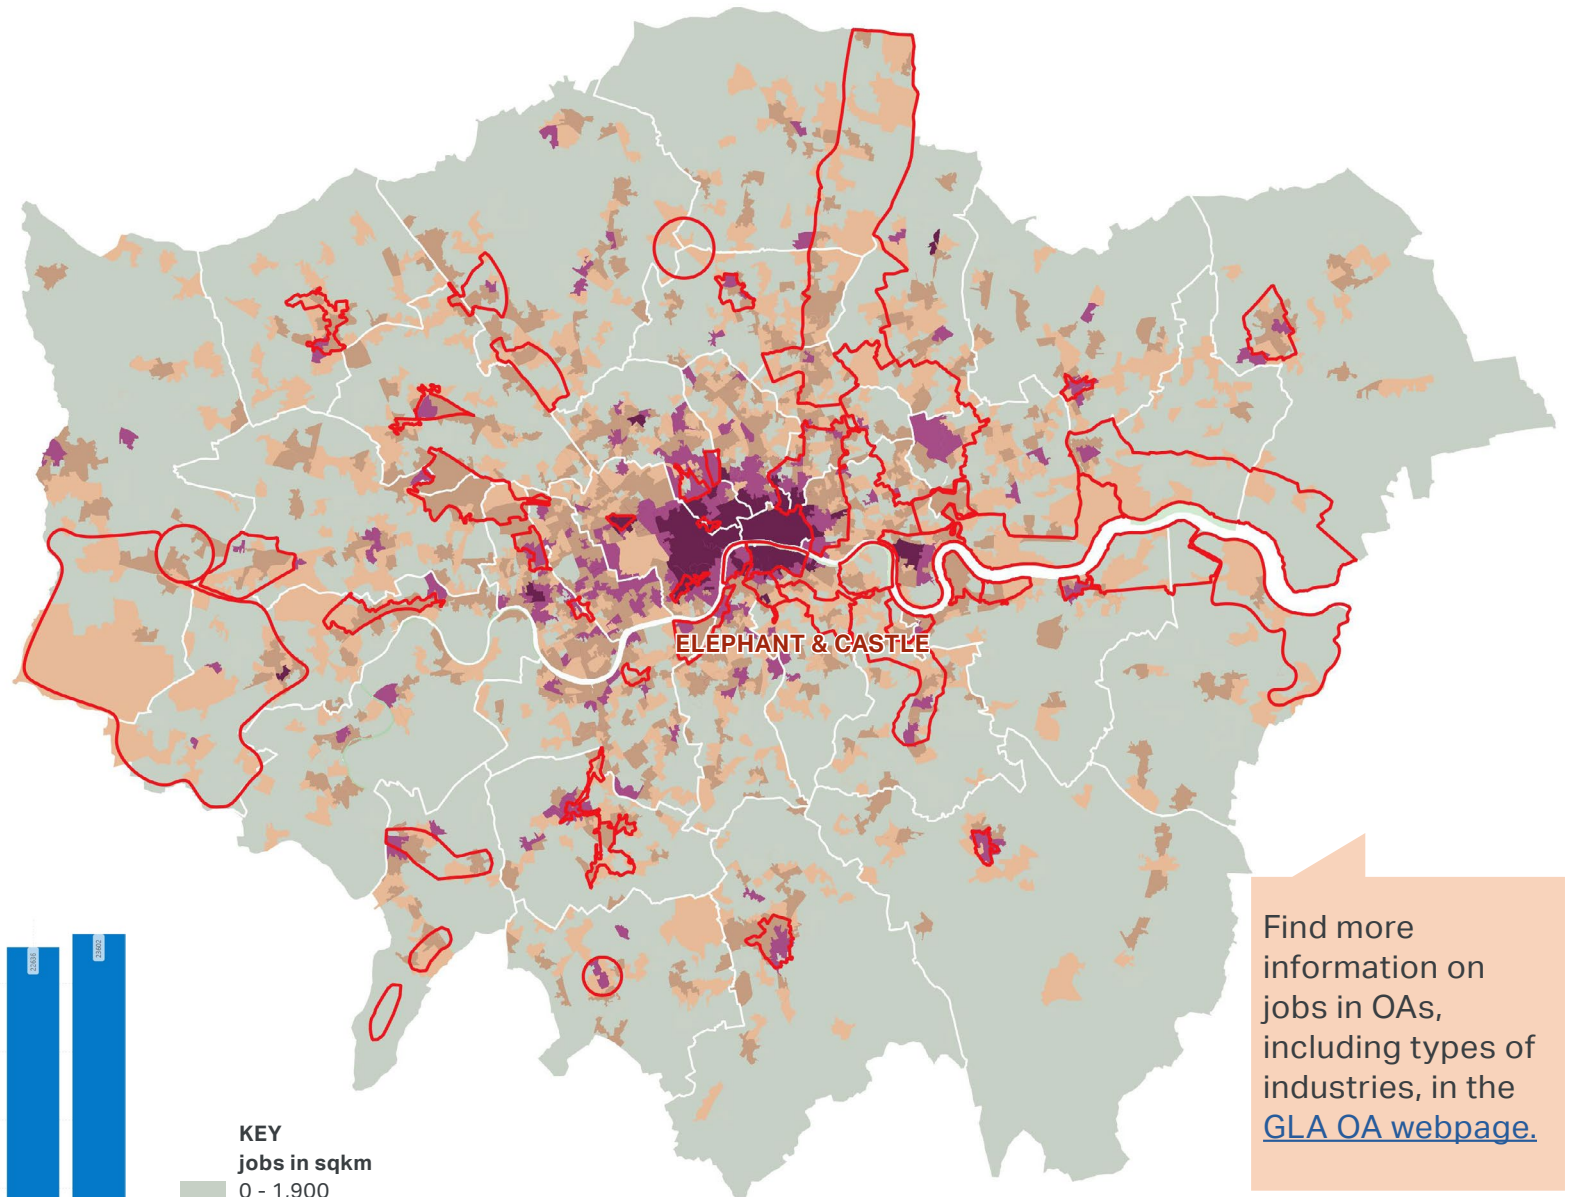 ELEPHANT & CASTLE
Find more
information on
jobs in OAs,
including types of
industries, in the
GLA OA webpage.
23602
KEY
jobs in sqkm
0 - 1,900